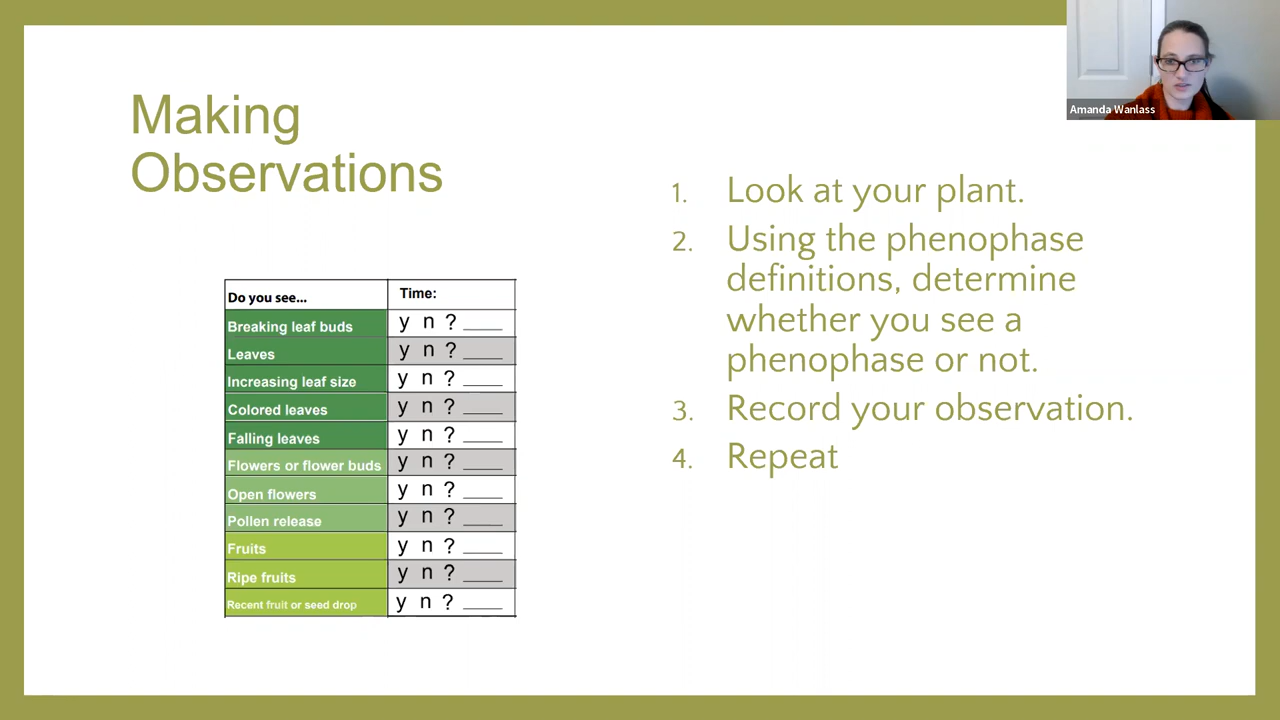 Making
Observations
Amanda Wanlass
Do you see... Time:
Breaking leaf buds y n ? ____
Leaves y n ? ____
Increasing leaf size y n ? ____
Colored leaves y n ? ____
Falling leaves y n ? ____
Flowers or flower buds y n ? ____
Open flowers y n ? ____
Pollen release y n ? ____
Fruits y n ? ____
Ripe fruits y n ? ____
Recent fruit or seed drop y n ? ____
1. Look at your plant.
2. Using the phenophase
definitions, determine
whether you see a
phenophase or not.
3. Record your observation.
4. Repeat